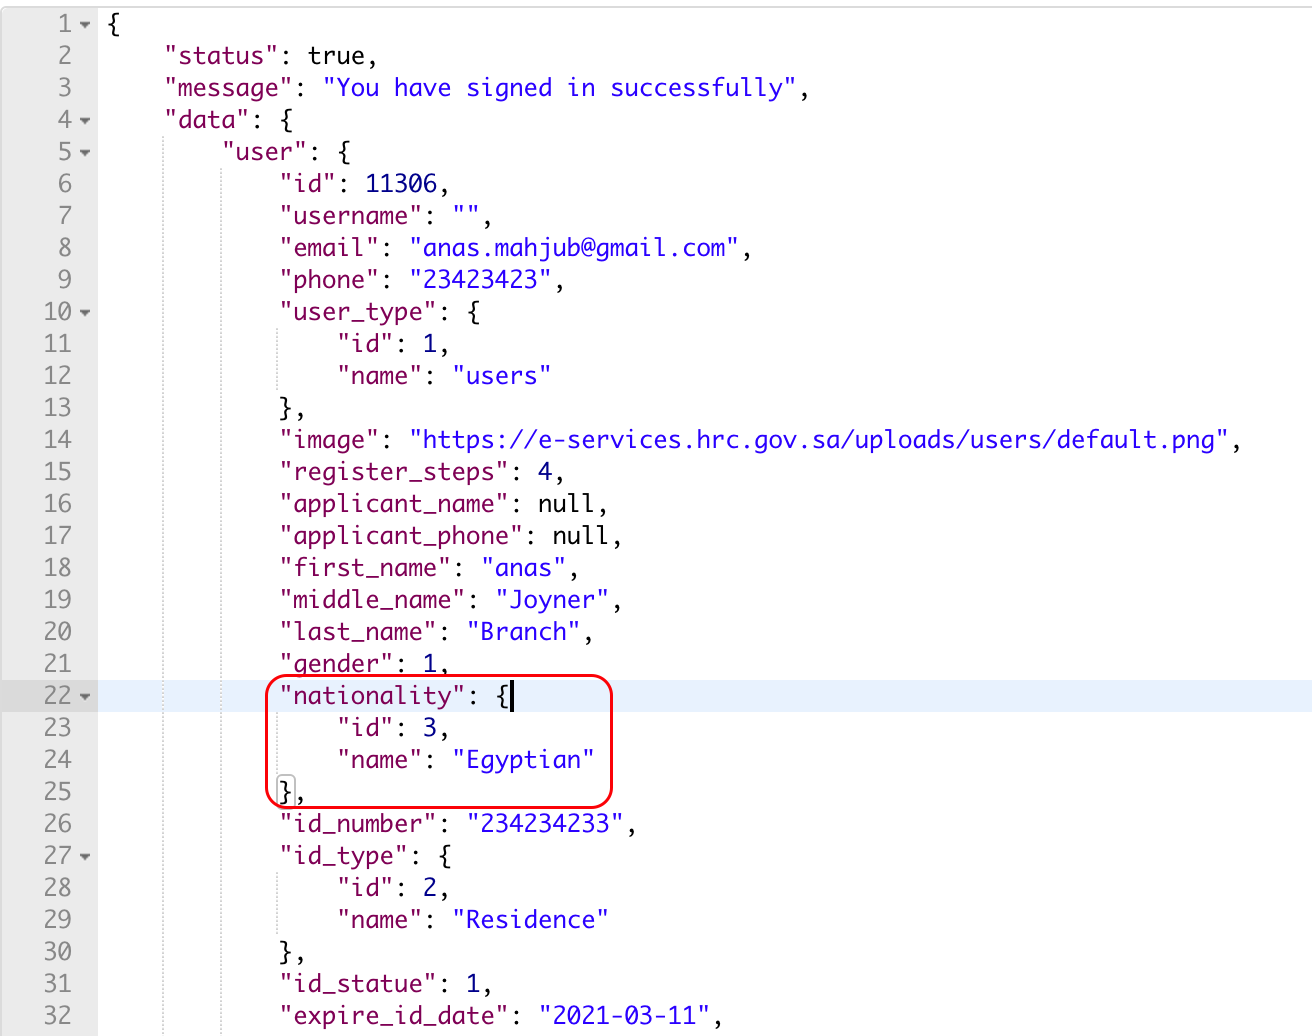 1 {
2 "status": true,
3 "message": "You have signed in successfully",
4 "data": {
5 "user": {
6 "id": 11306,
7 "username": "",
8 "email": "anas.mahjub@gmail.com",
9 "phone": "23423423",
10 "user_type": {
11 "id": 1,
12 "name": "users"
13 },
14 "image": "https://e-services.hrc.gov.sa/uploads/users/default.png",
15 "register_steps": 4,
16 "applicant_name": null,
17 "applicant_phone": null,
18 "first_name": "anas",
19 "middle_name": "Joyner",
20 "last_name": "Branch",
21 "gender": 1,
22 "nationality": {
23 "id": 3,
24 "name": "Egyptian"
25 },
26 "id_number": "234234233",
27 "id_type": {
28 "id": 2,
29 "name": "Residence"
30 },
31 "id_statue": 1,
32 "expire_id_date": "2021-03-11",